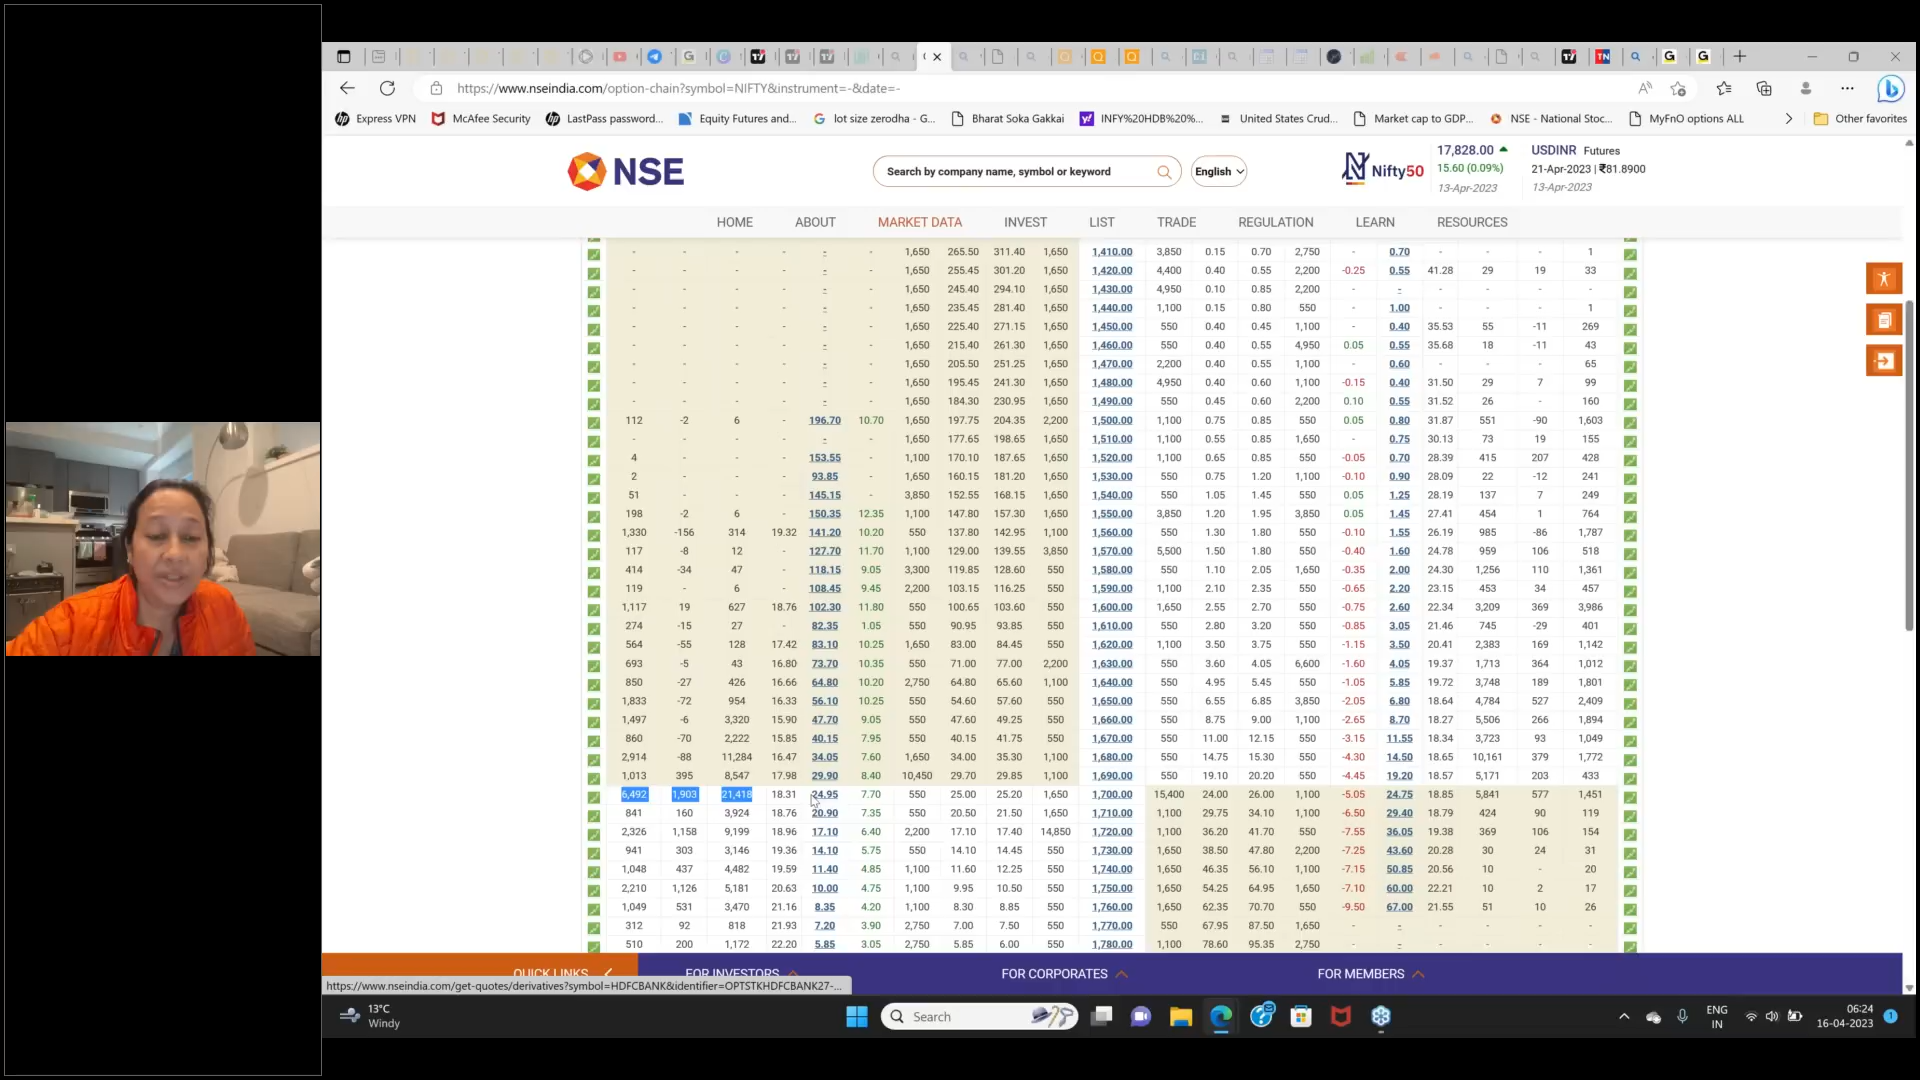 https://www.nseindia.com/option-chain?symbol=NIFTY&instrument=-&date=-
Express VPN McAfee Security LastPass password... Equity Futures and... lot size zerodha - G... Bharat Soka Gakkai INFY%20HDB%20%... United States Crud... Market cap to GDP... NSE - National Stoc... MyFnO options ALL Other favorites
NSE Search by company name, symbol or keyword English Nifty50 17,828.00 USDINR Futures
15.60 (0.09%) 21-Apr-2023 | ₹81.8900
13-Apr-2023 13-Apr-2023
HOME ABOUT MARKET DATA INVEST LIST TRADE REGULATION LEARN RESOURCES
- - - - - - 1,650 265.50 311.40 1,650 1,410.00 3,850 0.15 0.70 2,750 - 0.70 - - - 1
- - - - - - 1,650 255.45 301.20 1,650 1,420.00 4,400 0.40 0.55 2,200 -0.25 0.55 41.28 29 19 33
- - - - - - 1,650 245.40 294.10 1,650 1,430.00 4,950 0.10 0.85 2,200 - - - - - -
- - - - - - 1,650 235.45 281.40 1,650 1,440.00 1,100 0.15 0.80 550 - 1.00 - - - 1
- - - - - - 1,650 225.40 271.15 1,650 1,450.00 550 0.40 0.45 1,100 - 0.40 35.53 55 -11 269
- - - - - - 1,650 215.40 261.30 1,650 1,460.00 550 0.40 0.55 4,950 0.05 0.55 35.68 18 -11 43
- - - - - - 1,650 205.50 251.25 1,650 1,470.00 2,200 0.40 0.55 1,100 - 0.60 - - - 65
- - - - - - 1,650 195.45 241.30 1,650 1,480.00 4,950 0.40 0.60 1,100 -0.15 0.40 31.50 29 7 99
- - - - - - 1,650 184.30 230.95 1,650 1,490.00 550 0.45 0.60 2,200 0.10 0.55 31.52 26 - 160
112 -2 6 - 196.70 10.70 1,650 197.75 204.35 2,200 1,500.00 1,100 0.75 0.85 550 0.05 0.80 31.87 551 -90 1,603
- - - - - - 1,650 177.65 198.65 1,650 1,510.00 1,100 0.55 0.85 1,650 - 0.75 30.13 73 19 155
4 - - - 153.55 - 1,100 170.10 187.65 1,650 1,520.00 1,100 0.65 0.85 550 -0.05 0.70 28.39 415 207 428
2 - - - 93.85 - 1,650 160.15 181.20 1,650 1,530.00 550 0.75 1.20 1,100 -0.10 0.90 28.09 22 -12 241
51 - - - 145.15 - 3,850 152.55 168.15 1,650 1,540.00 550 1.05 1.45 550 0.05 1.25 28.19 137 7 249
198 -2 6 - 150.35 12.35 1,100 147.80 157.30 1,650 1,550.00 3,850 1.20 1.95 3,850 0.05 1.45 27.41 454 1 764
1,330 -156 314 19.32 141.20 10.20 550 137.80 142.95 1,100 1,560.00 550 1.30 1.80 550 -0.10 1.55 26.19 985 -86 1,787
117 -8 12 - 127.70 11.70 1,100 129.00 139.55 3,850 1,570.00 5,500 1.50 1.80 550 -0.40 1.60 24.78 959 106 518
414 -34 47 - 118.15 9.05 3,300 119.85 128.60 550 1,580.00 550 1.10 2.05 1,650 -0.35 2.00 24.30 1,256 110 1,361
119 - 6 - 108.45 9.45 2,200 103.15 116.25 550 1,590.00 1,100 2.10 2.35 550 -0.65 2.20 23.15 453 34 457
1,117 19 627 18.76 102.30 11.80 550 100.65 103.60 550 1,600.00 1,650 2.55 2.70 550 -0.75 2.60 22.34 3,209 369 3,986
274 -15 27 - 82.35 1.05 550 90.95 93.85 550 1,610.00 550 2.80 3.20 550 -0.85 3.05 21.46 745 -29 401
564 -55 128 17.42 83.10 10.25 1,650 83.00 84.45 550 1,620.00 1,100 3.50 3.75 550 -1.15 3.50 20.41 2,383 169 1,142
693 -5 43 16.80 73.70 10.35 550 71.00 77.00 2,200 1,630.00 550 3.60 4.05 6,600 -1.60 4.05 19.37 1,713 364 1,012
850 -27 426 16.66 64.80 10.20 2,750 64.80 65.60 1,100 1,640.00 550 4.95 5.45 550 -1.05 5.85 19.72 3,748 189 1,801
1,833 -72 954 16.33 56.10 10.25 550 54.60 57.60 550 1,650.00 550 6.55 6.85 3,850 -2.05 6.80 18.64 4,784 527 2,409
1,497 -6 3,320 15.90 47.70 9.05 550 47.60 49.25 550 1,660.00 550 8.75 9.00 1,100 -2.65 8.70 18.27 5,506 266 1,894
860 -70 2,222 15.85 40.15 7.95 550 40.15 41.75 550 1,670.00 550 11.00 12.15 550 -3.15 11.55 18.34 3,723 93 1,049
2,914 -88 11,284 16.47 34.05 7.60 1,650 34.00 35.30 1,100 1,680.00 550 14.75 15.30 550 -4.30 14.50 18.65 10,161 379 1,772
1,013 395 8,547 17.98 29.90 8.40 10,450 29.70 29.85 1,100 1,690.00 550 19.10 20.20 550 -4.45 19.20 18.57 5,171 203 433
6,492 1,903 21,418 18.31 24.95 7.70 550 25.00 25.20 1,650 1,700.00 15,400 24.00 26.00 1,100 -5.05 24.75 18.85 5,841 577 1,451
841 160 3,924 18.76 20.90 7.35 550 20.50 21.50 1,650 1,710.00 1,100 29.75 34.10 1,100 -6.50 29.40 18.79 424 90 119
2,326 1,158 9,199 18.96 17.10 6.40 2,200 17.10 17.40 14,850 1,720.00 1,100 36.20 41.70 550 -7.55 36.05 19.38 369 106 154
941 303 3,146 19.36 14.10 5.75 550 14.10 14.45 550 1,730.00 1,650 38.50 47.80 2,200 -7.25 43.60 20.28 30 24 31
1,048 437 4,482 19.59 11.40 4.85 1,100 11.60 12.25 550 1,740.00 1,650 46.35 56.10 1,100 -7.15 50.85 20.56 10 - 20
2,210 1,126 5,181 20.63 10.00 4.75 1,100 9.95 10.50 550 1,750.00 1,650 54.25 64.95 1,650 -7.10 60.00 22.21 10 2 17
1,049 531 3,470 21.16 8.35 4.20 1,100 8.30 8.85 550 1,760.00 1,650 62.35 70.70 550 -9.50 67.00 21.55 51 10 26
312 92 818 21.93 7.20 3.90 2,750 7.00 7.50 550 1,770.00 550 67.95 87.50 1,650 - - - - - -
510 200 1,172 22.20 5.85 3.05 2,750 5.85 6.00 550 1,780.00 1,100 78.60 95.35 2,750 - - - - - -
QUICK LINKS FOR INVESTORS FOR CORPORATES FOR MEMBERS
https://www.nseindia.com/get-quotes/derivatives?symbol=HDFCBANK&identifier=OPTSTKHDFCBANK27-...
13°C
Windy
Search
ENG
IN
06:24
16-04-2023